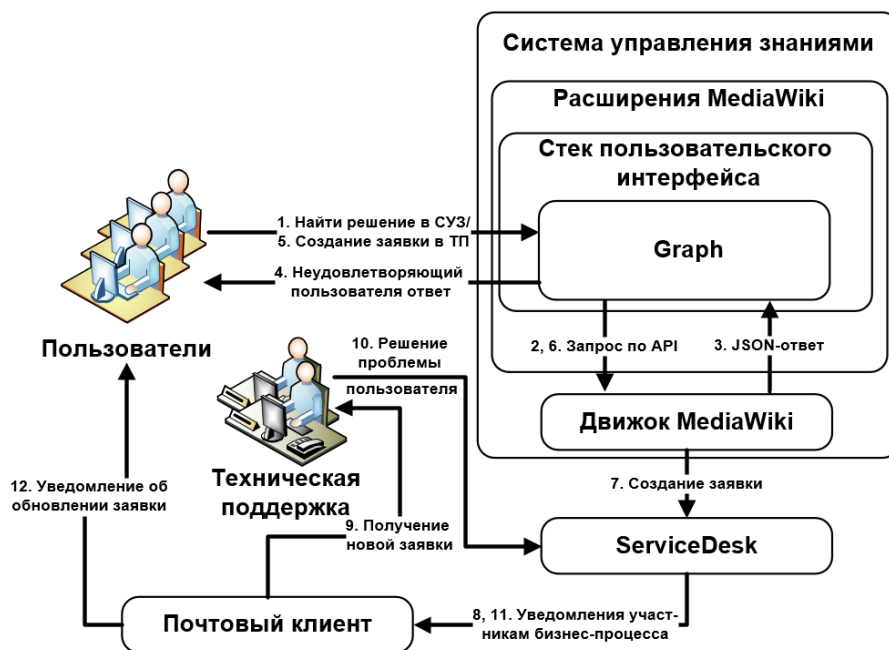 Система управления знаниями
Расширения MediaWiki
Стек пользовательского
интерфейса
Graph
1. Найти решение в СУЗ/
5. Создание заявки в ТП
4. Неудовлетворяющий
пользователя ответ
Пользователи
10. Решение
проблемы
пользователя
2, 6. Запрос по API
3. JSON-ответ
Движок MediaWiki
Техническая
поддержка
7. Создание заявки
12. Уведомление об
обновлении заявки
9. Получение
новой заявки
ServiceDesk
Почтовый клиент
8, 11. Уведомления участ-
никам бизнес-процесса